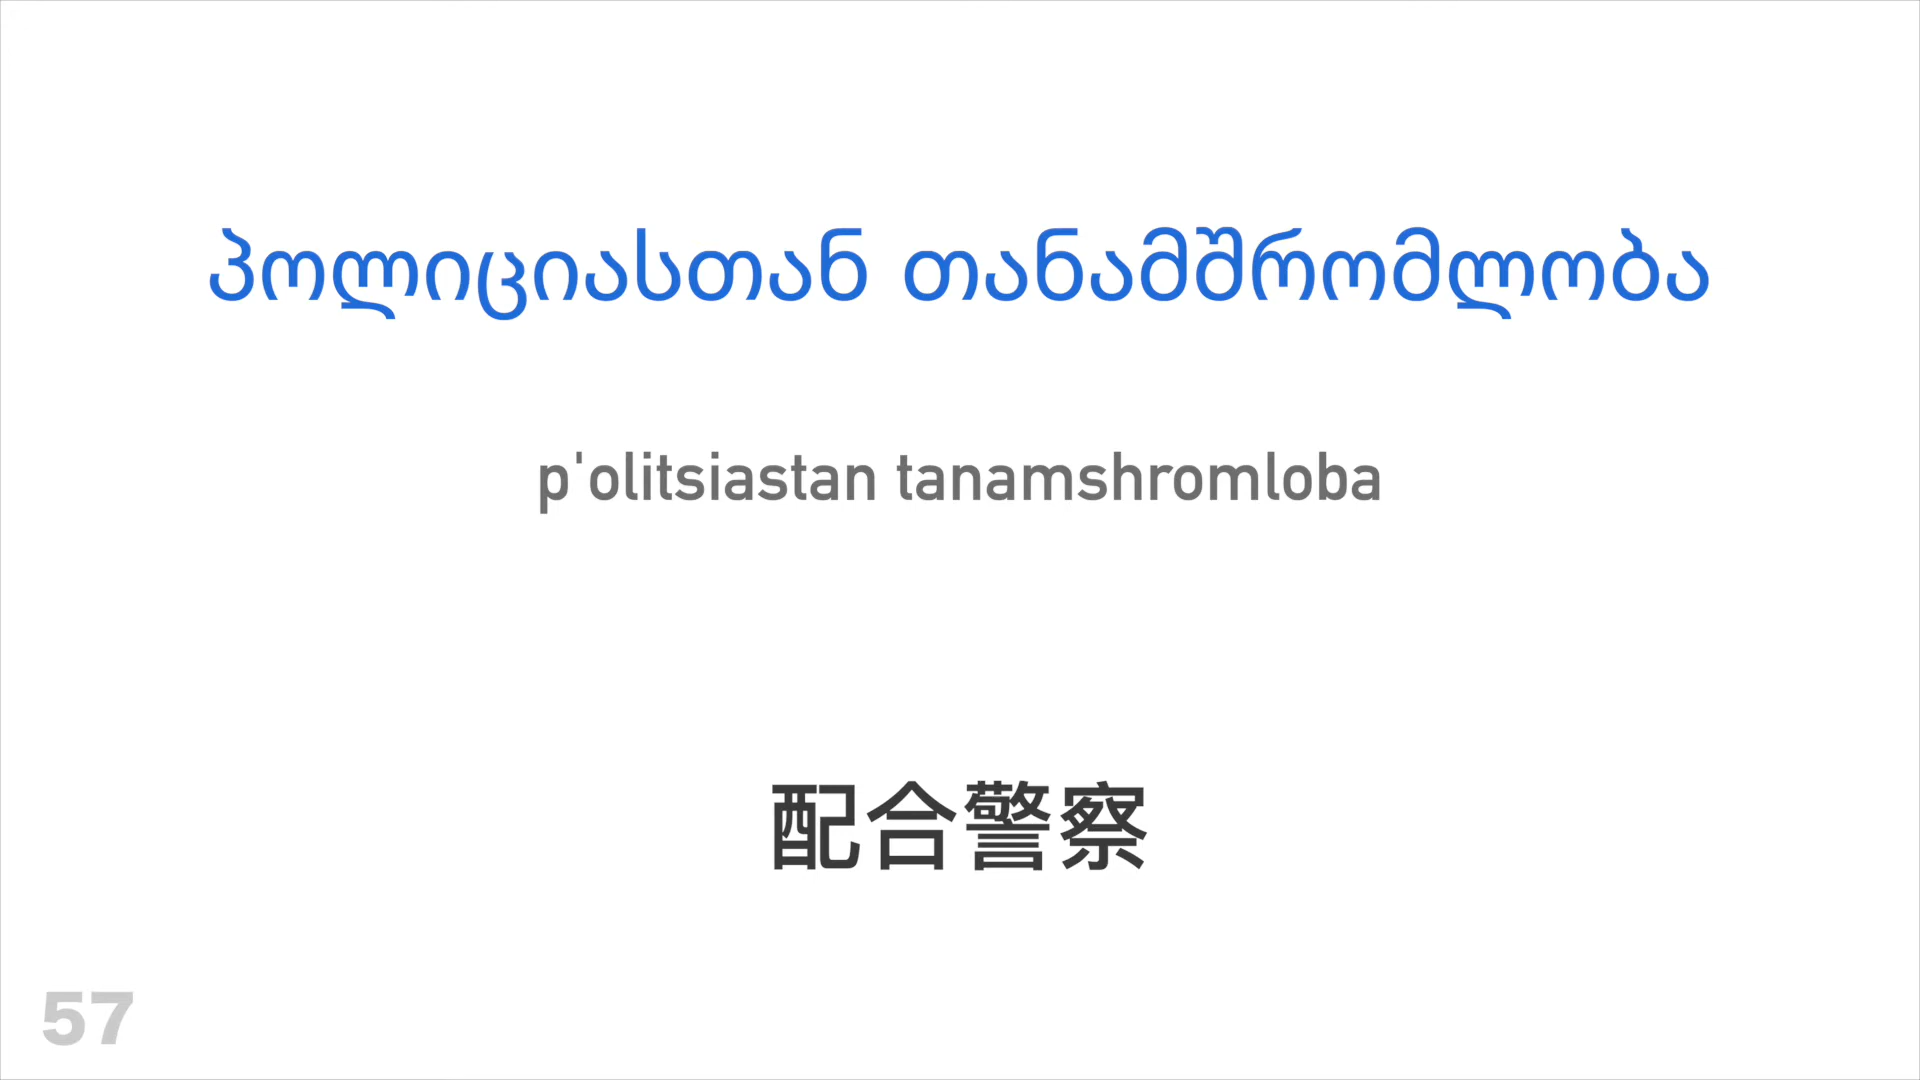 პოლიციასთან თანამშრომლობა
p'olitsiastan tanamshromloba
配合警察
57